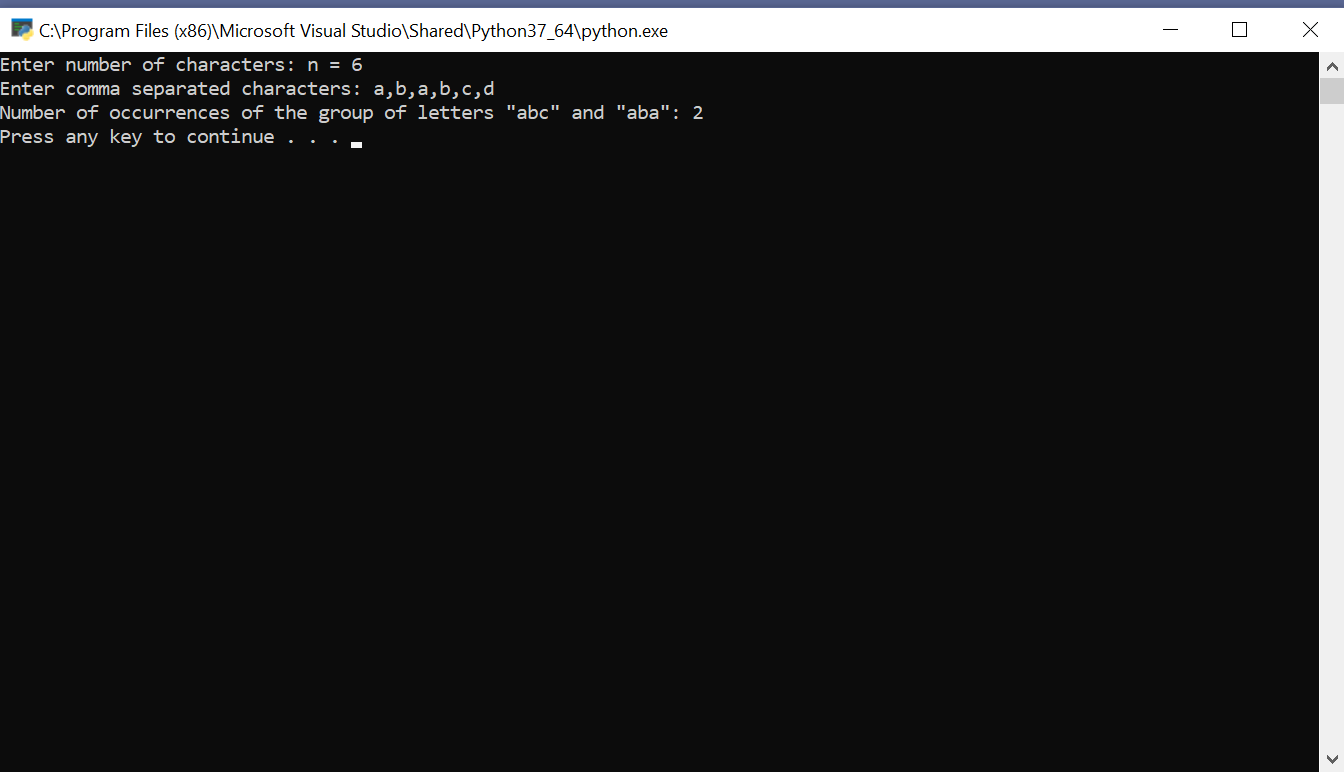 C:\Program Files (x86)\Microsoft Visual Studio\Shared\Python37_64\python.exe
Enter number of characters: n = 6
Enter comma separated characters: a,b,a,b,c,d
Number of occurrences of the group of letters "abc" and "aba": 2
Press any key to continue . . .